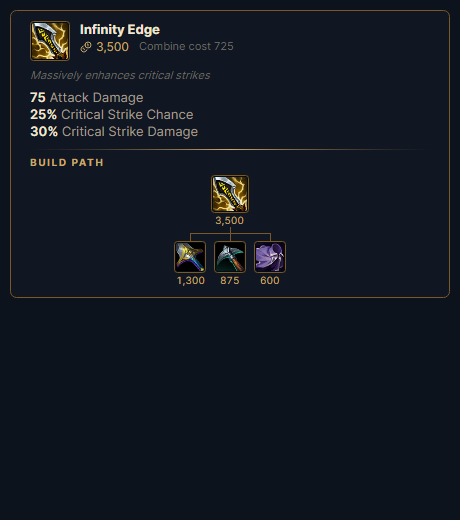 Infinity Edge
3,500 Combine cost 725
Massively enhances critical strikes
75 Attack Damage
25% Critical Strike Chance
30% Critical Strike Damage
BUILD PATH
3,500
1,300 875 600